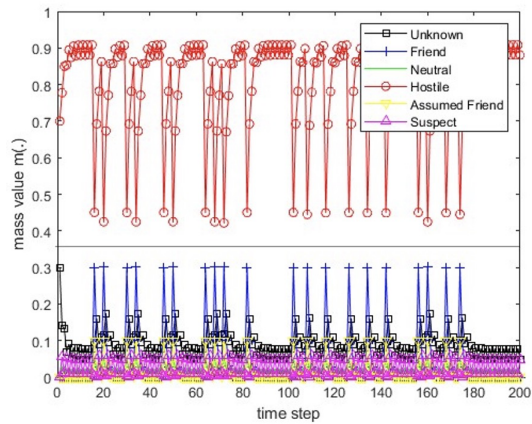 1
0.9
0.8
0.7
0.6
0.5
0.4
0.3
0.2
0.1
0
mass value m(.)
0 20 40 60 80 100 120 140 160 180 200
time step
Unknown
Friend
Neutral
Hostile
Assumed Friend
Suspect